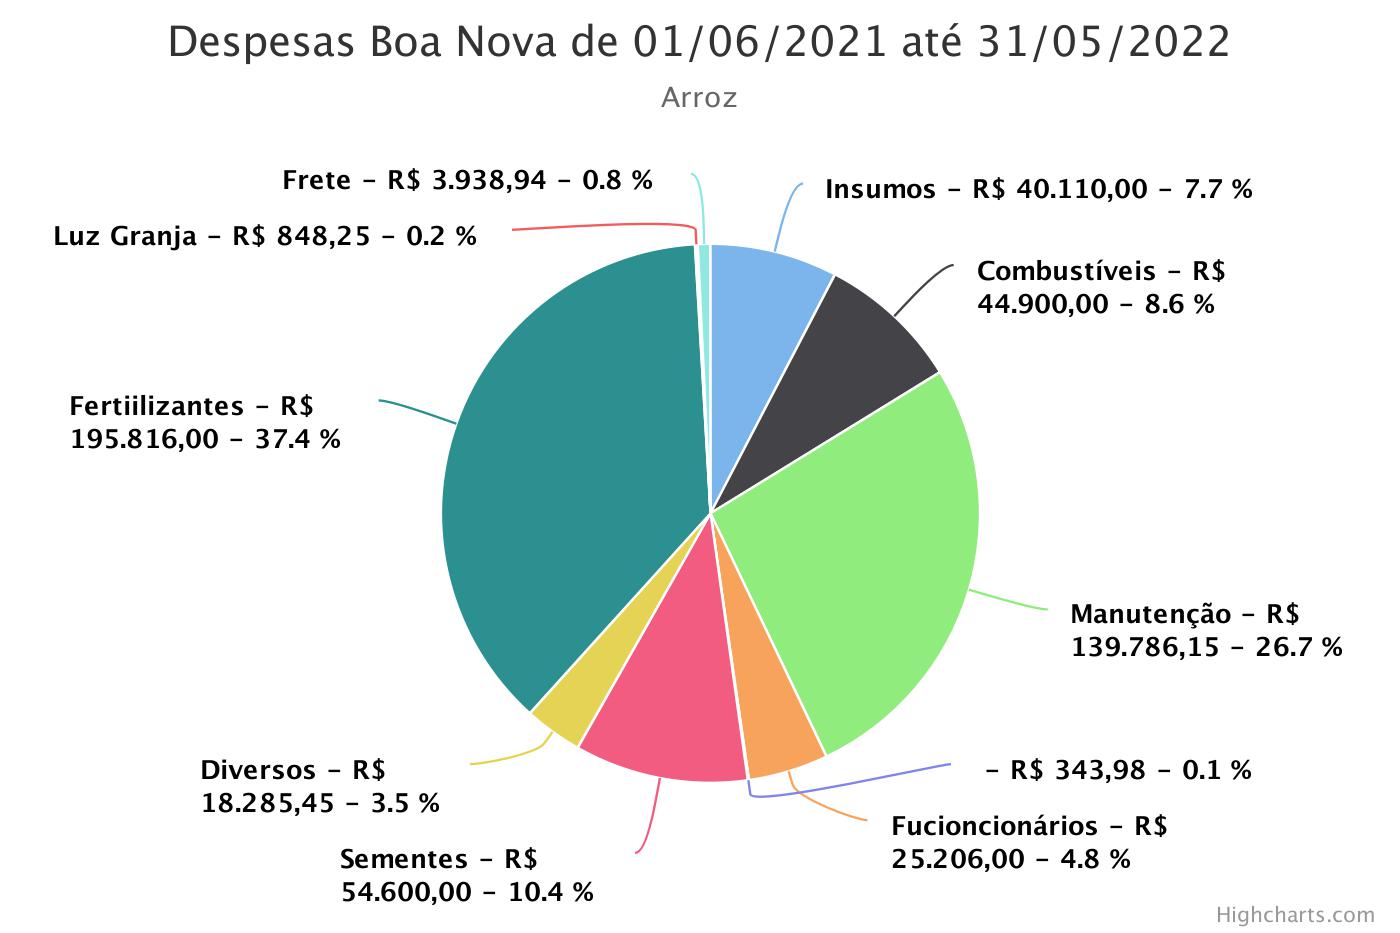 Despesas Boa Nova de 01/06/2021 até 31/05/2022
Arroz
Frete – R$ 3.938,94 – 0.8 %
Insumos – R$ 40.110,00 – 7.7 %
Luz Granja – R$ 848,25 – 0.2 %
Combustíveis – R$
44.900,00 – 8.6 %
Fertiilizantes – R$
195.816,00 – 37.4 %
Manutenção – R$
139.786,15 – 26.7 %
Diversos – R$
18.285,45 – 3.5 %
– R$ 343,98 – 0.1 %
Fucioncionários – R$
25.206,00 – 4.8 %
Sementes – R$
54.600,00 – 10.4 %
Highcharts.com